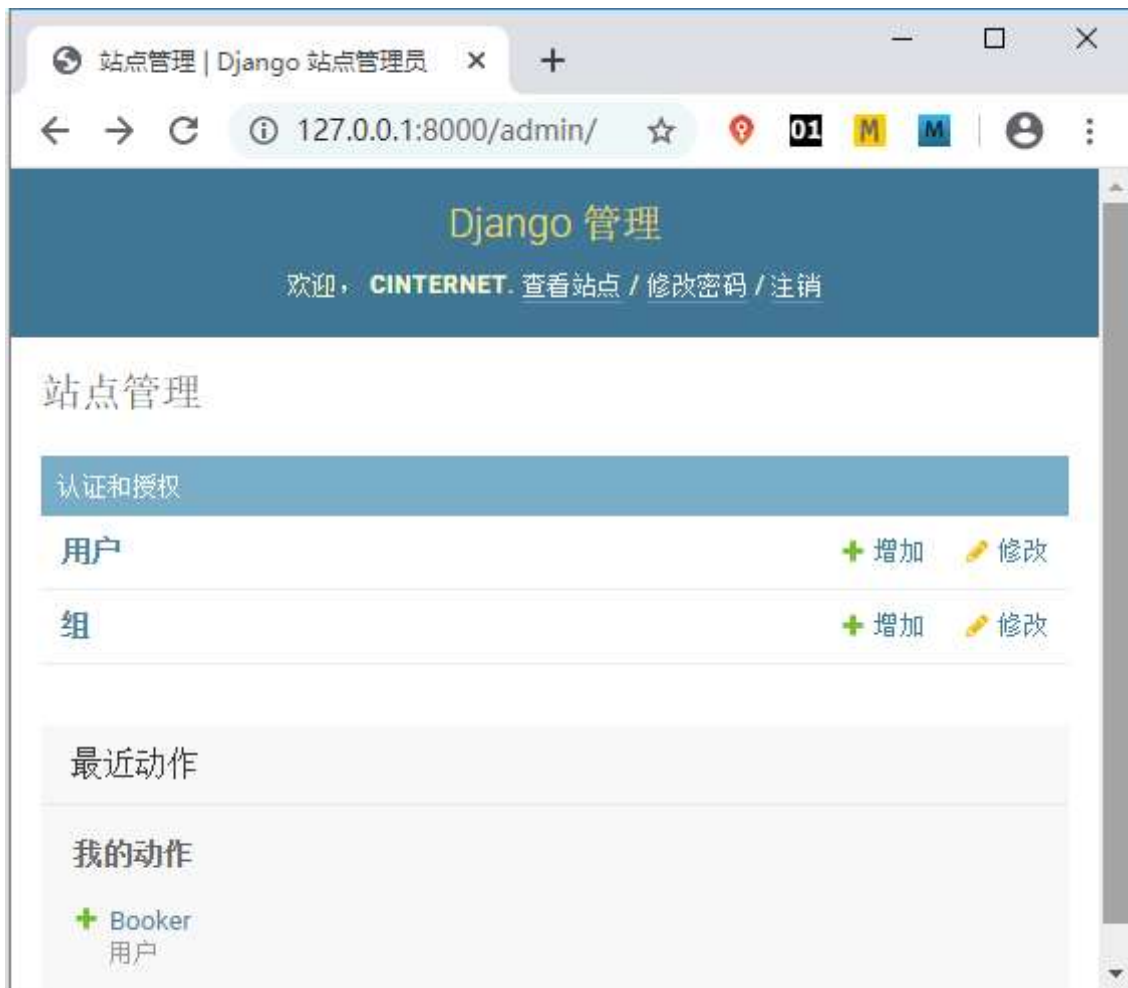 站点管理 | Django 站点管理员
127.0.0.1:8000/admin/
01 M M
Django 管理
欢迎，CINTERNET. 查看站点 / 修改密码 / 注销
站点管理
认证和授权
用户 增加 修改
组 增加 修改
最近动作
我的动作
Booker
用户